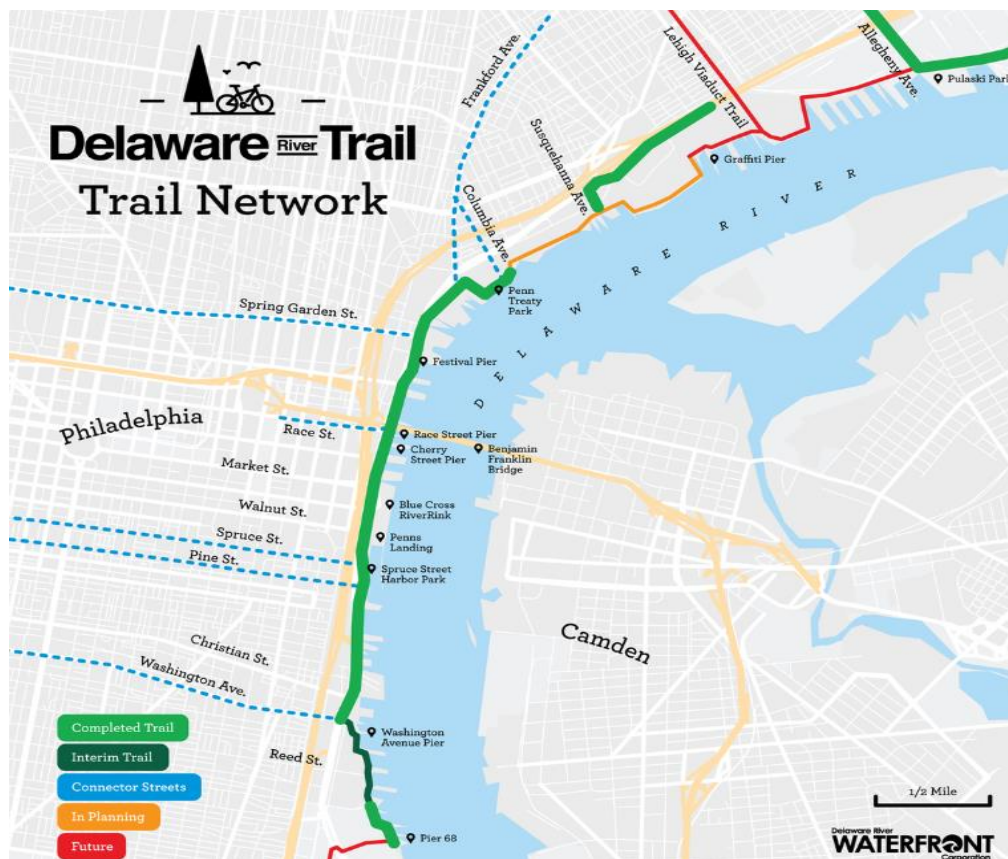 Delaware River Trail
Trail Network
Frankford Ave.
Lehigh Viaduct Trail
Allegheny Ave.
Pulaski Park
Susquehanna Ave.
Graffiti Pier
Columbia Ave.
DELAWARE RIVER
Penn
Treaty
Park
Spring Garden St.
Festival Pier
Philadelphia
Race St.
Race Street Pier
Cherry
Street Pier
Benjamin
Franklin
Bridge
Market St.
Walnut St.
Blue Cross
RiverRink
Spruce St.
Penns
Landing
Pine St.
Spruce Street
Harbor Park
Christian St.
Camden
Washington Ave.
Completed Trail
Washington
Avenue Pier
Interim Trail
Reed St.
Connector Streets
1/2 Mile
In Planning
Pier 68
Future
Delaware River
WATERFRONT
Corporation